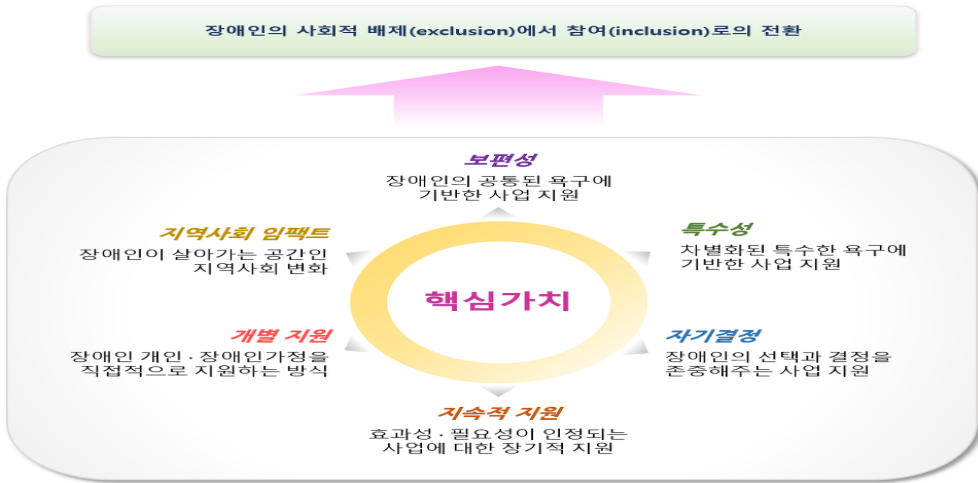 장애인의 사회적 배제(exclusion)에서 참여(inclusion)로의 전환
보편성
장애인의 공통된 욕구에
기반한 사업 지원
지역사회 임팩트
장애인이 살아가는 공간인
지역사회 변화
특수성
차별화된 특수한 욕구에
기반한 사업 지원
핵심가치
개별 지원
장애인 개인 · 장애인가정을
직접적으로 지원하는 방식
자기결정
장애인의 선택과 결정을
존중해주는 사업 지원
지속적 지원
효과성 · 필요성이 인정되는
사업에 대한 장기적 지원